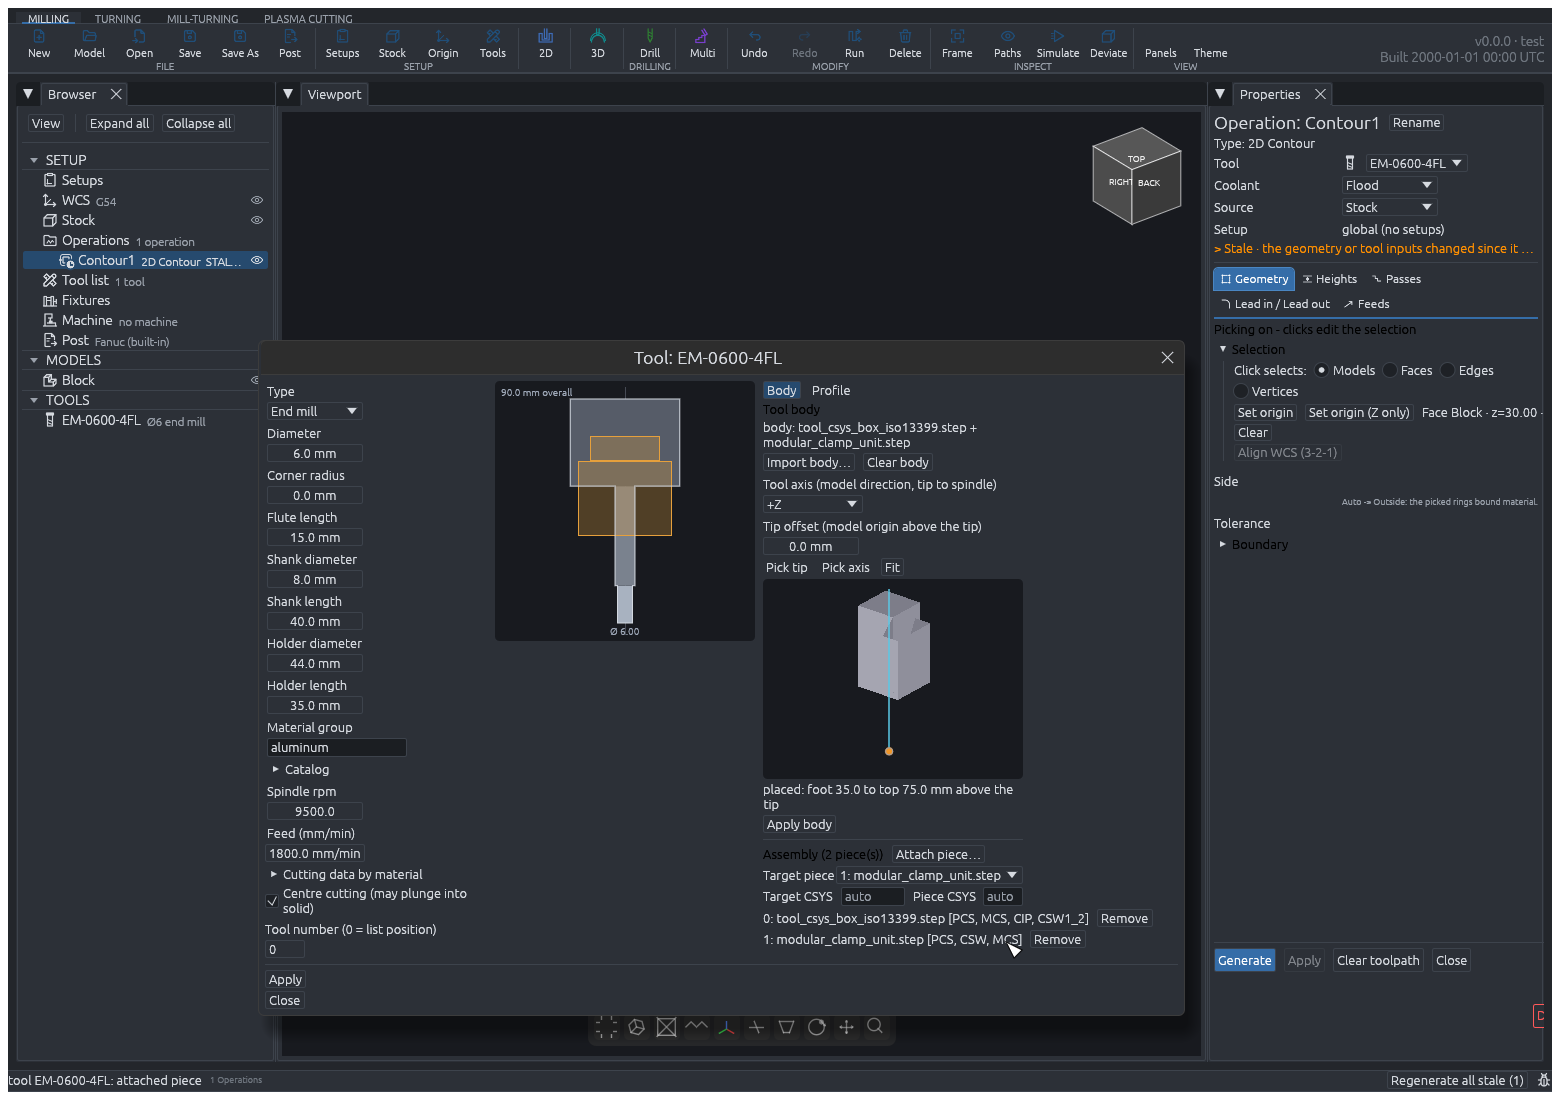 MILLING TURNING MILL-TURNING PLASMA CUTTING
New Model Open Save Save As Post Setups Stock Origin Tools 2D 3D Drill Multi Undo Redo Run Delete Frame Paths Simulate Deviate Panels Theme
FILE SETUP DRILLING MODIFY INSPECT VIEW
v0.0.0 · test
Built 2000-01-01 00:00 UTC
Browser
View Expand all Collapse all
SETUP
Setups
WCS G54
Stock
Operations 1 operation
Contour1 2D Contour STAL…
Tool list 1 tool
Fixtures
Machine no machine
Post Fanuc (built-in)
MODELS
Block
TOOLS
EM-0600-4FL Ø6 end mill
Viewport
TOP
RIGHT BACK
Tool: EM-0600-4FL
Type
End mill
Diameter
6.0 mm
Corner radius
0.0 mm
Flute length
15.0 mm
Shank diameter
8.0 mm
Shank length
40.0 mm
Holder diameter
44.0 mm
Holder length
35.0 mm
Material group
aluminum
Catalog
Spindle rpm
9500.0
Feed (mm/min)
1800.0 mm/min
Cutting data by material
Centre cutting (may plunge into
solid)
Tool number (0 = list position)
0
Apply
Close
90.0 mm overall
Ø 6.00
Body Profile
Tool body
body: tool_csys_box_iso13399.step +
modular_clamp_unit.step
Import body… Clear body
Tool axis (model direction, tip to spindle)
+Z
Tip offset (model origin above the tip)
0.0 mm
Pick tip Pick axis Fit
placed: foot 35.0 to top 75.0 mm above the
tip
Apply body
Assembly (2 piece(s)) Attach piece…
Target piece 1: modular_clamp_unit.step
Target CSYS auto Piece CSYS auto
0: tool_csys_box_iso13399.step [PCS, MCS, CIP, CSW1_2] Remove
1: modular_clamp_unit.step [PCS, CSW, MCS] Remove
Properties
Operation: Contour1 Rename
Type: 2D Contour
Tool EM-0600-4FL
Coolant Flood
Source Stock
Setup global (no setups)
> Stale · the geometry or tool inputs changed since it …
Geometry Heights Passes
Lead in / Lead out Feeds
Picking on - clicks edit the selection
Selection
Click selects: Models Faces Edges
Vertices
Set origin Set origin (Z only) Face Block · z=30.00 ·
Clear
Align WCS (3-2-1)
Side
Auto -> Outside: the picked rings bound material.
Tolerance
Boundary
Generate Apply Clear toolpath Close
tool EM-0600-4FL: attached piece 1 Operations
Regenerate all stale (1)